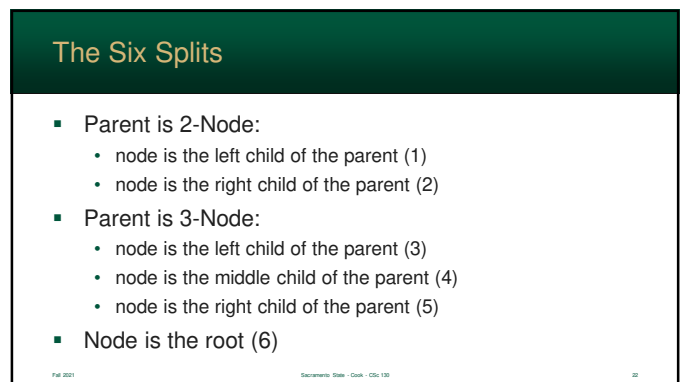 The Six Splits
▪ Parent is 2-Node:
• node is the left child of the parent (1)
• node is the right child of the parent (2)
▪ Parent is 3-Node:
• node is the left child of the parent (3)
• node is the middle child of the parent (4)
• node is the right child of the parent (5)
▪ Node is the root (6)
Fall 2021 Sacramento State - Cook - CSc 130 22